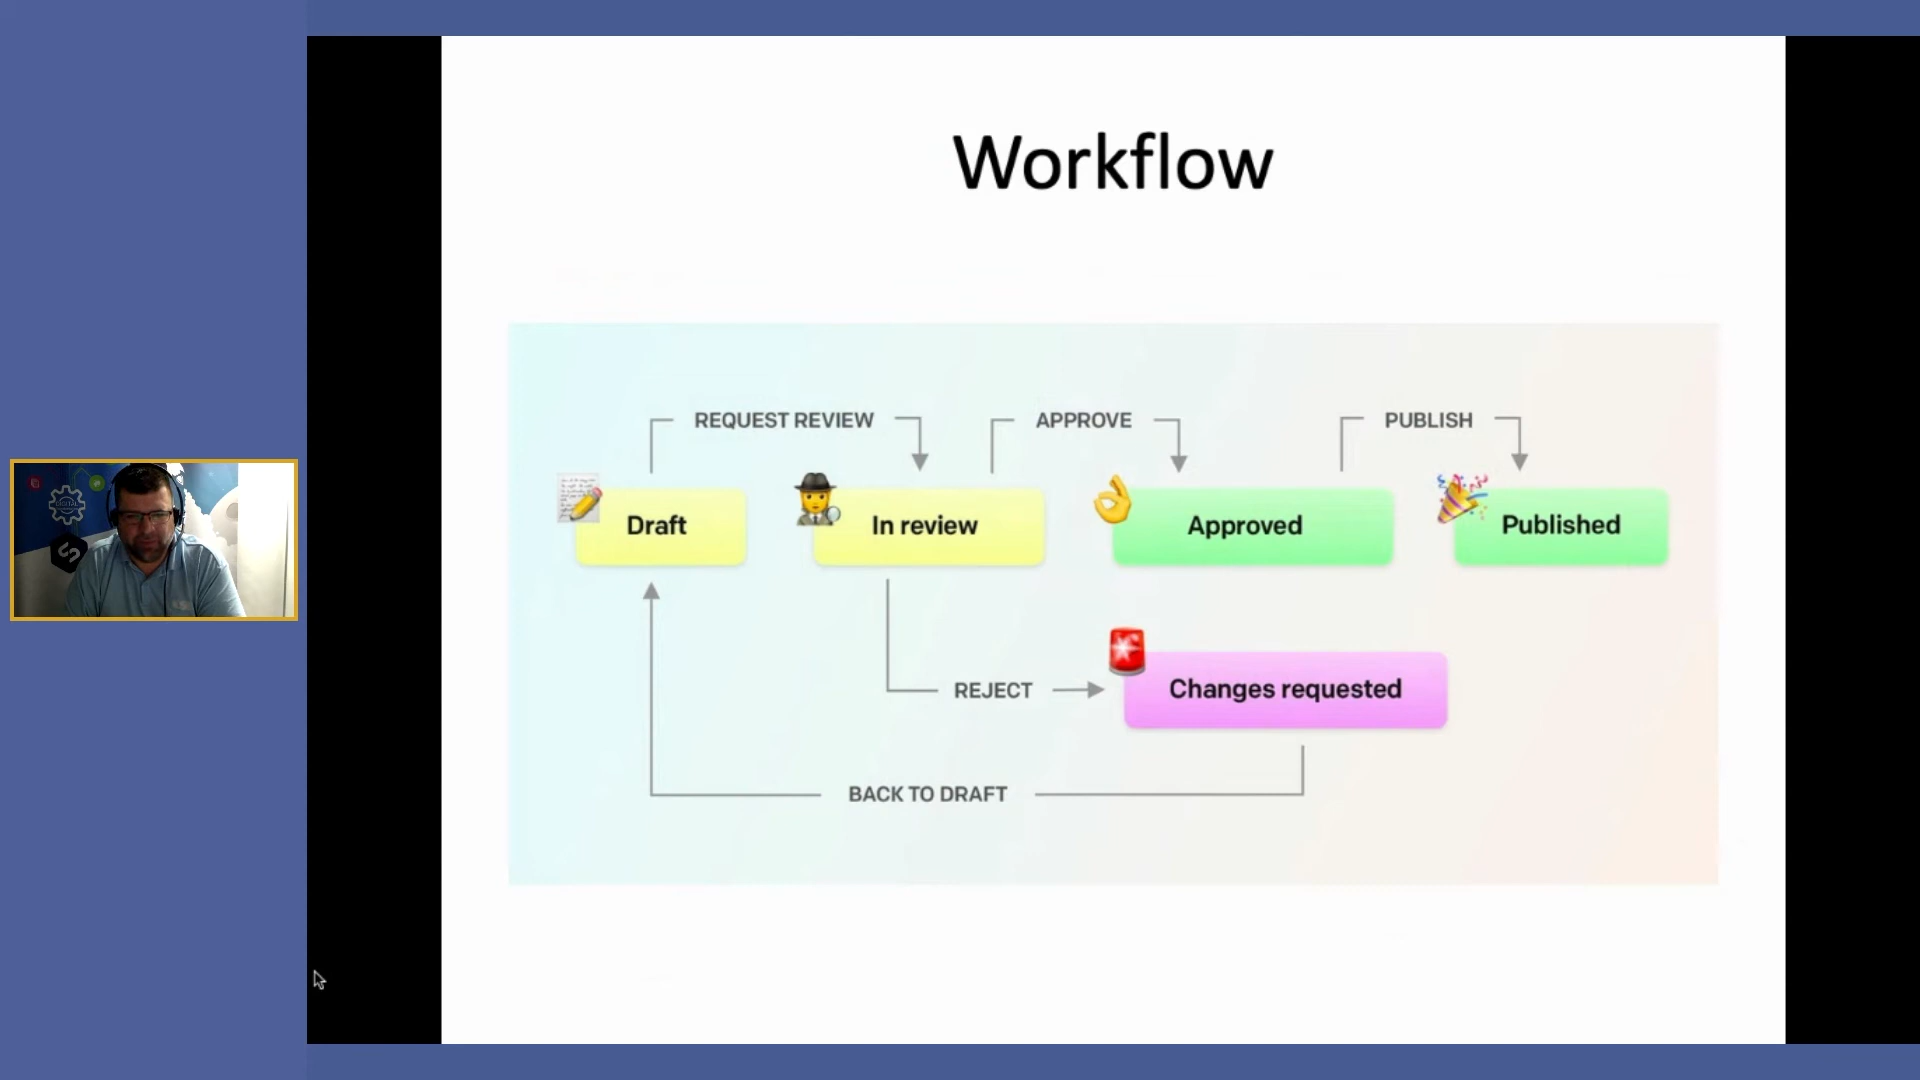 Workflow
REQUEST REVIEW
APPROVE
PUBLISH
Draft
In review
Approved
Published
REJECT
Changes requested
BACK TO DRAFT